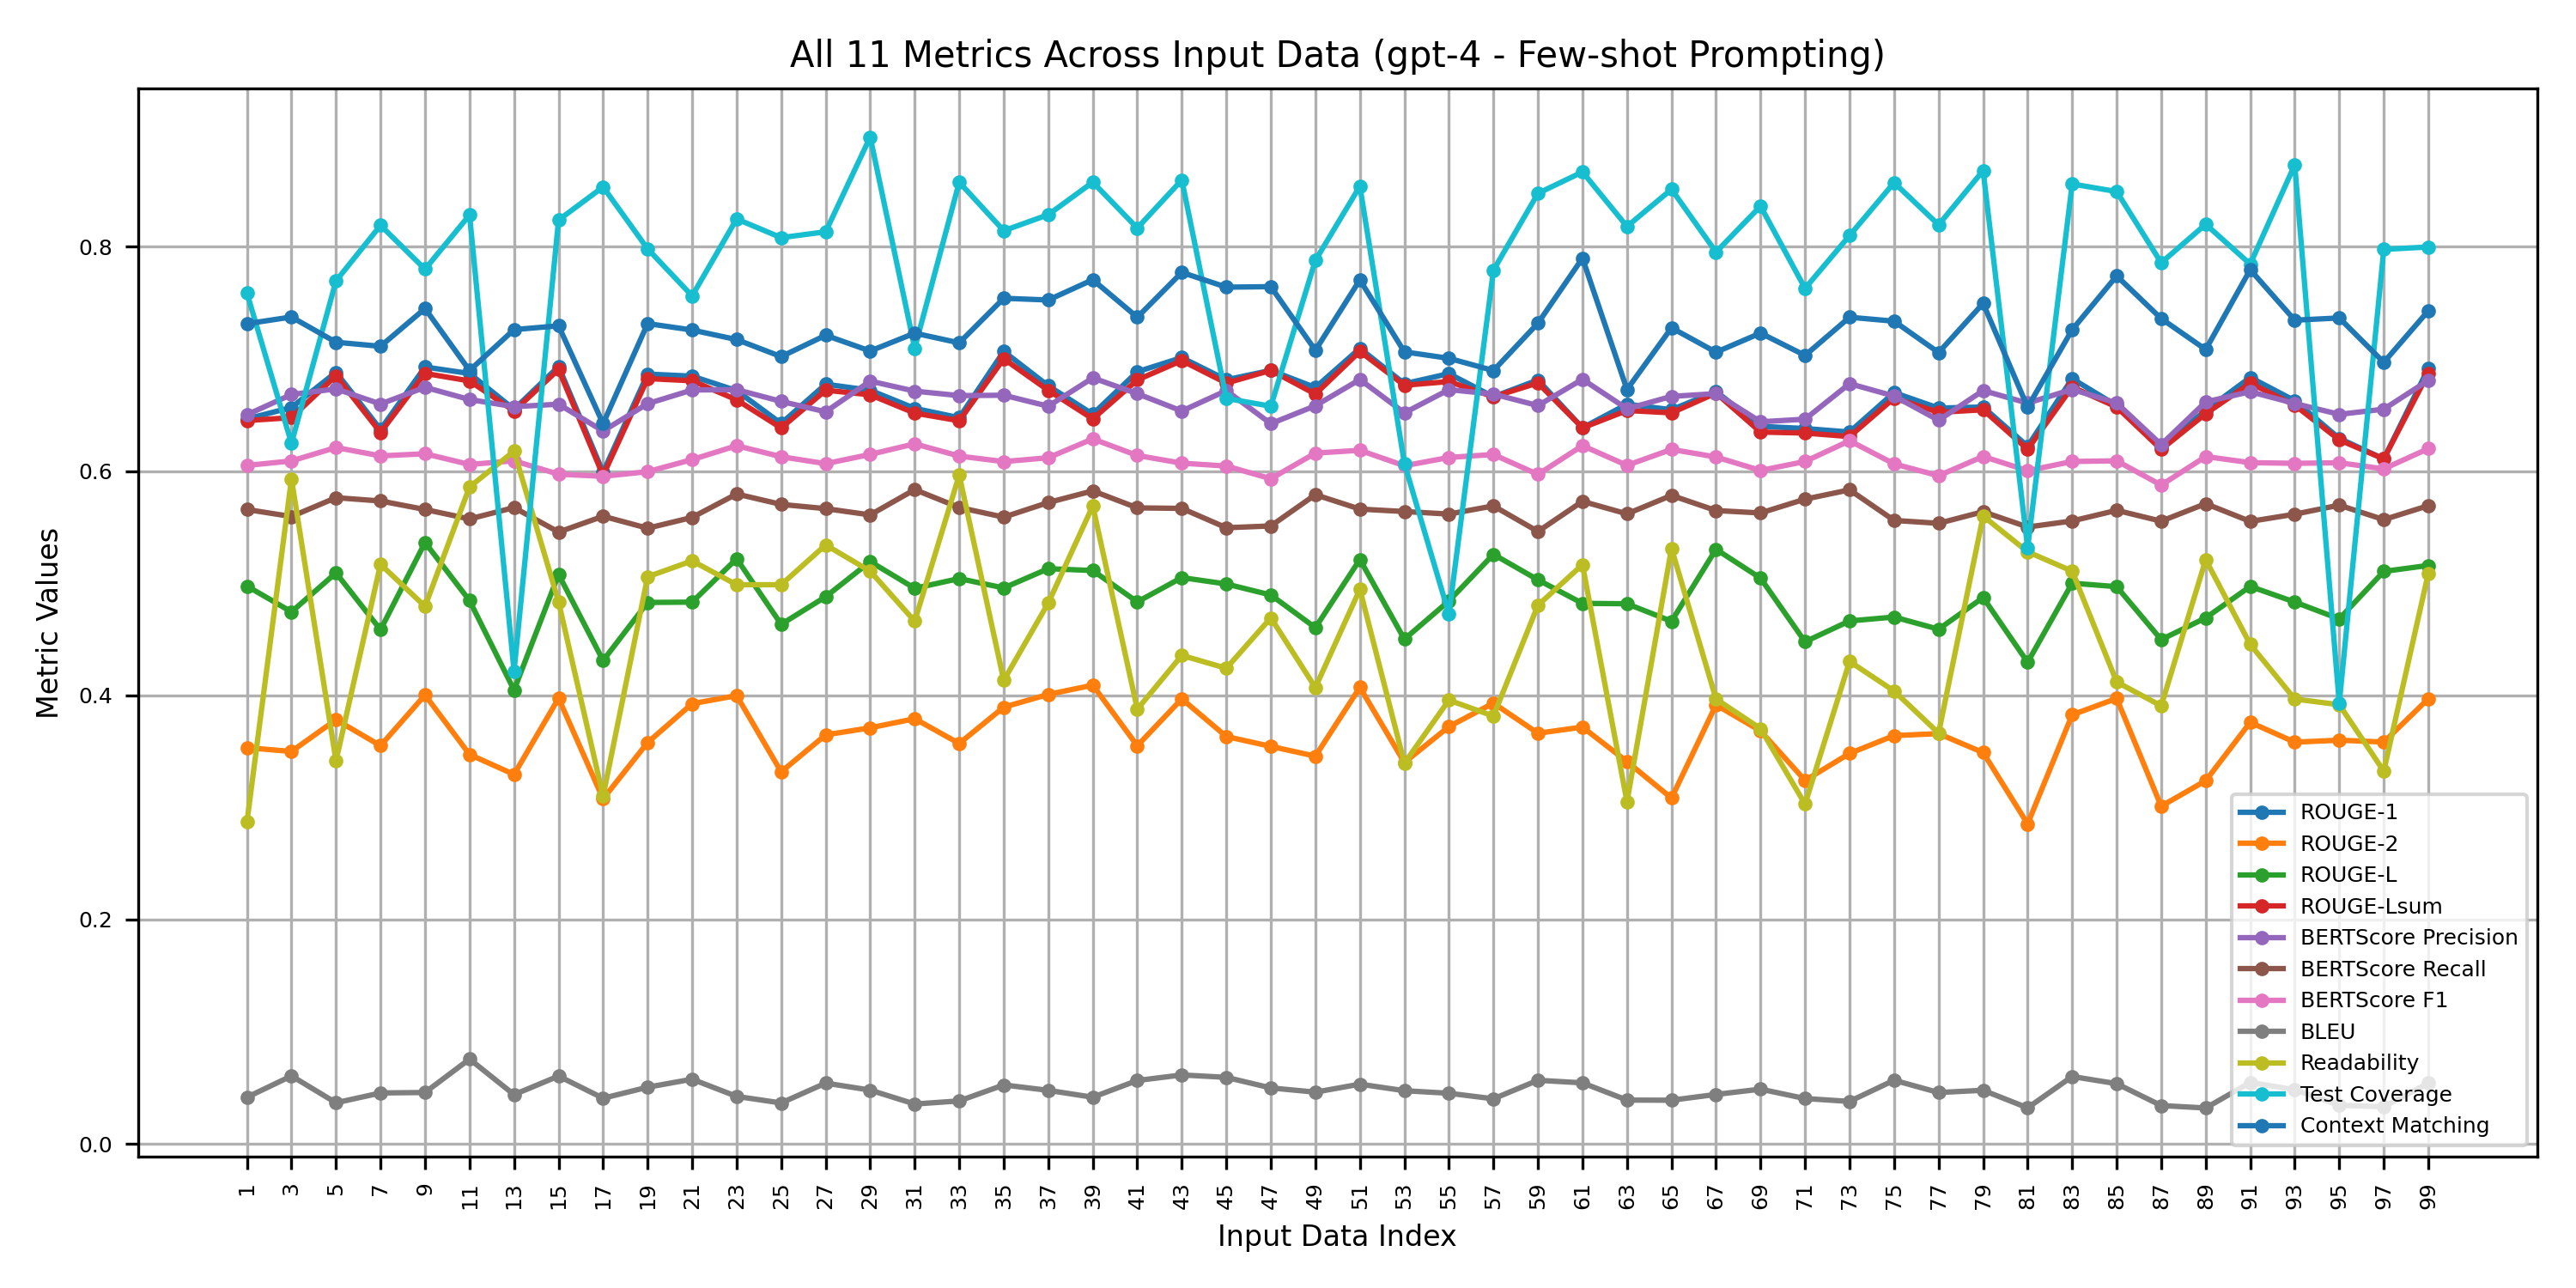 All 11 Metrics Across Input Data (gpt-4 - Few-shot Prompting)
Metric Values
0.8
0.6
0.4
0.2
0.0
ROUGE-1
ROUGE-2
ROUGE-L
ROUGE-Lsum
BERTScore Precision
BERTScore Recall
BERTScore F1
BLEU
Readability
Test Coverage
Context Matching
1 3 5 7 9 11 13 15 17 19 21 23 25 27 29 31 33 35 37 39 41 43 45 47 49 51 53 55 57 59 61 63 65 67 69 71 73 75 77 79 81 83 85 87 89 91 93 95 97 99
Input Data Index